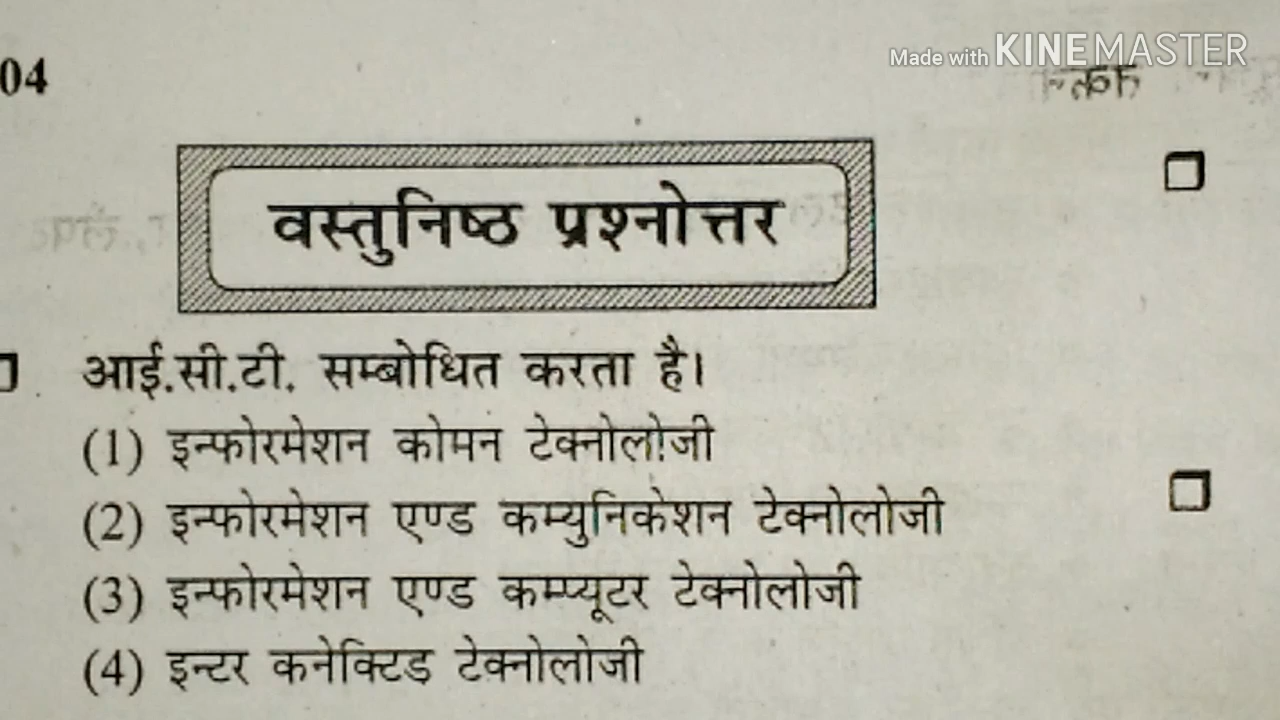 Made with KINEMASTER
04
वस्तुनिष्ठ प्रश्नोत्तर
आई.सी.टी. सम्बोधित करता है।
(1) इन्फोरमेशन कोमन टेक्नोलोजी
(2) इन्फोरमेशन एण्ड कम्युनिकेशन टेक्नोलोजी
(3) इन्फोरमेशन एण्ड कम्प्यूटर टेक्नोलोजी
(4) इन्टर कनेक्टिड टेक्नोलोजी